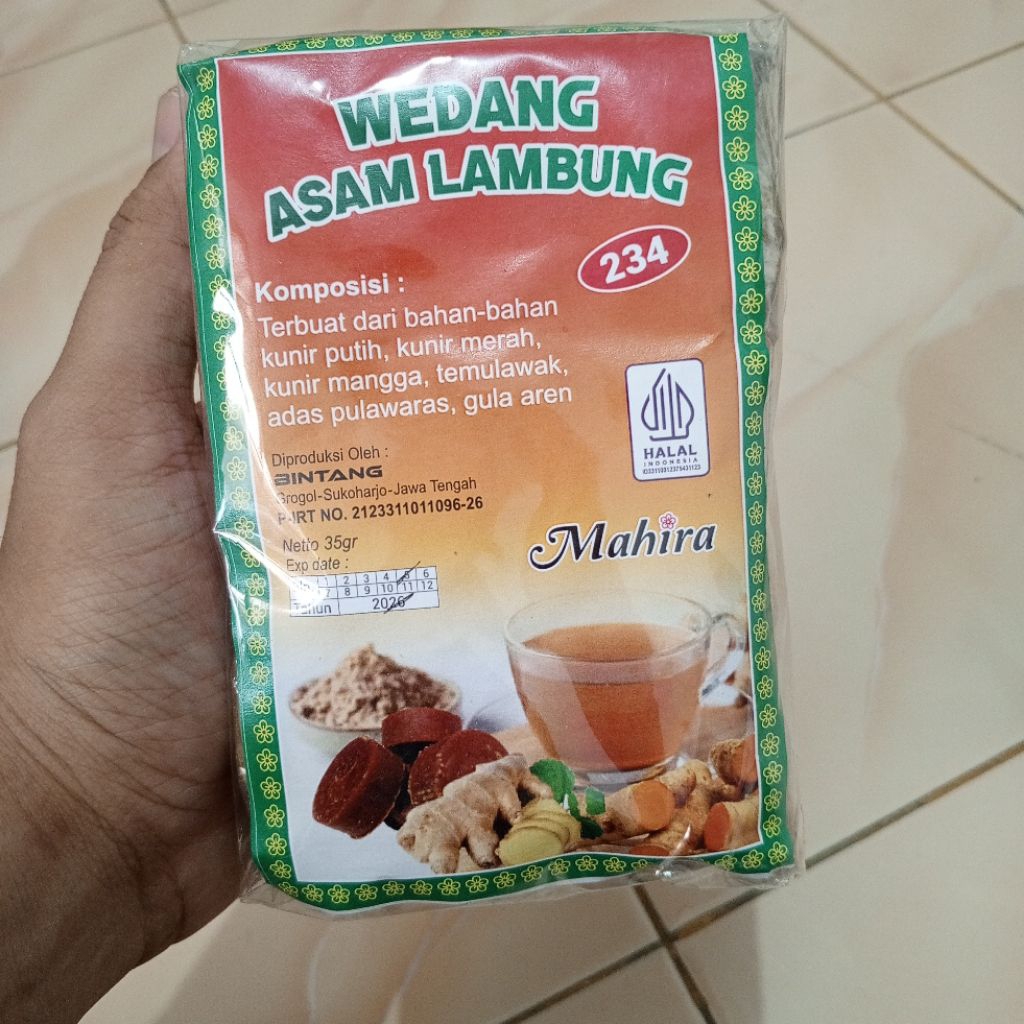 WEDANG
ASAM LAMBUNG
234
Komposisi :
Terbuat dari bahan-bahan
kunir putih, kunir merah,
kunir mangga, temulawak,
adas pulawaras, gula aren
HALAL
INDONESIA
Diproduksi Oleh :
BINTANG
Grogol-Sukoharjo-Jawa Tengah
P-IRT NO. 2123311011096-26
Mahira
Netto 35gr
Exp date :
1 2 3 4 5 6
7 8 9 10 11 12
Tahun 2026